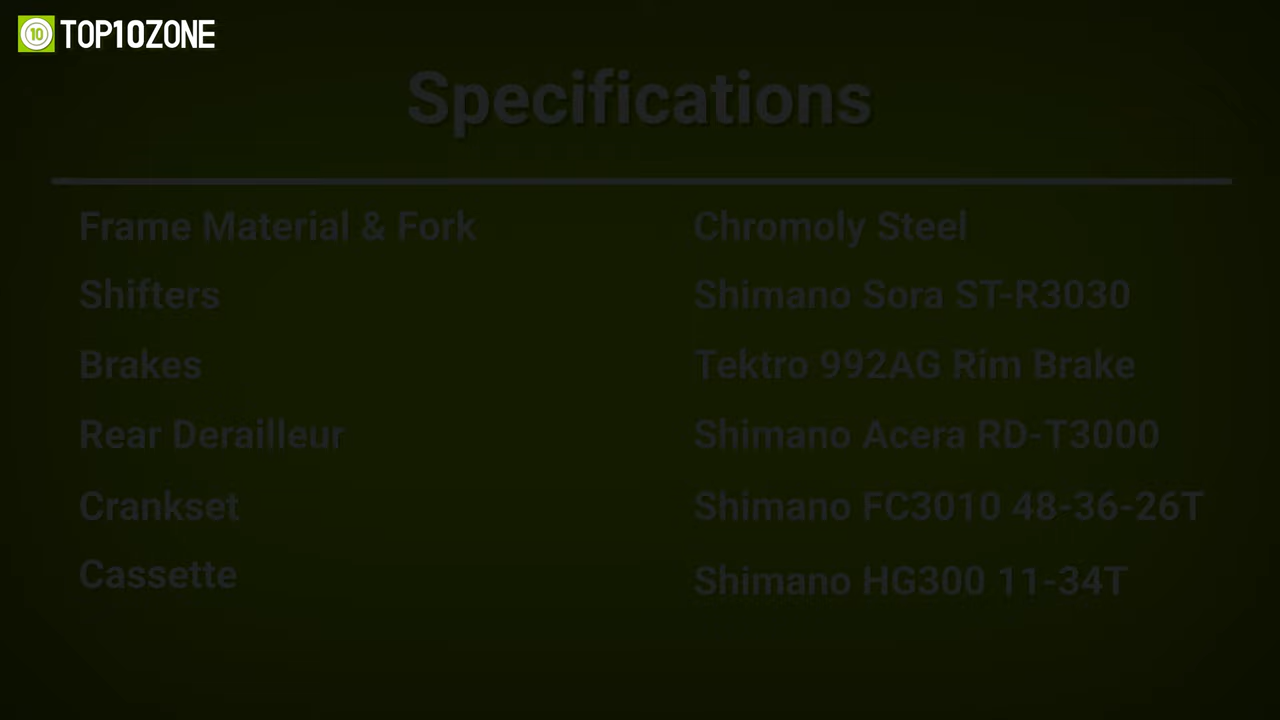 10 TOP10ZONE
Specifications
Frame Material & Fork Chromoly Steel
Shifters Shimano Sora ST-R3030
Brakes Tektro 992AG Rim Brake
Rear Derailleur Shimano Acera RD-T3000
Crankset Shimano FC3010 48-36-26T
Cassette Shimano HG300 11-34T